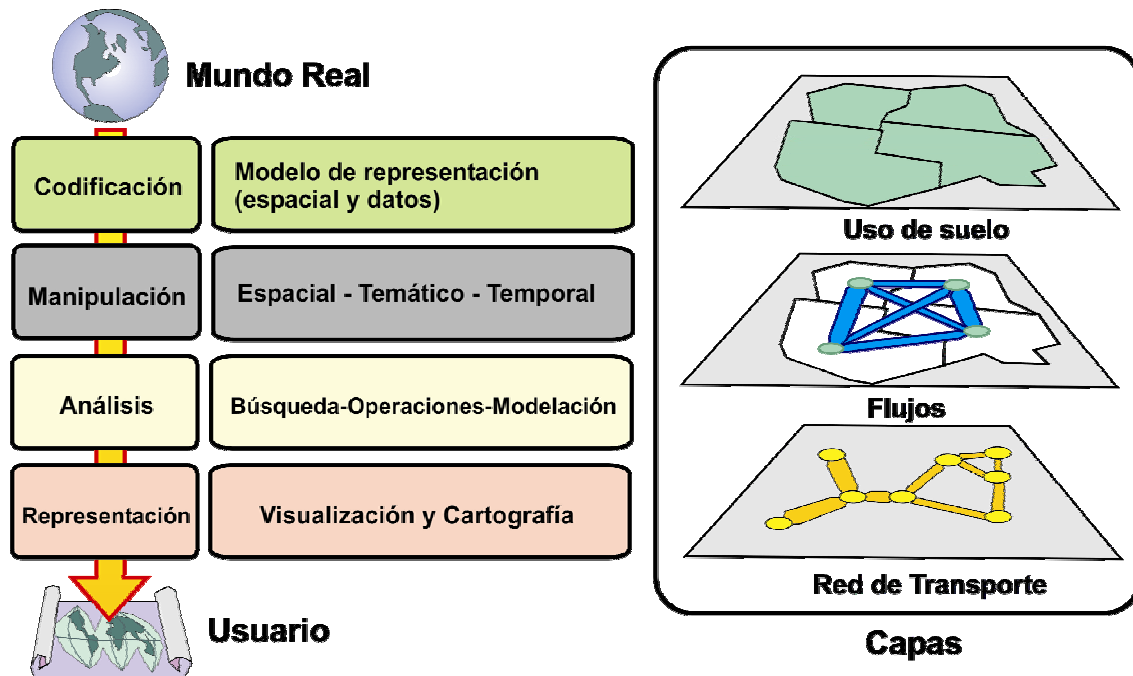 Mundo Real
Codificación
Modelo de representación
(espacial y datos)
Manipulación
Espacial - Temático - Temporal
Análisis
Búsqueda-Operaciones-Modelación
Representación
Visualización y Cartografía
Usuario
Uso de suelo
Flujos
Red de Transporte
Capas